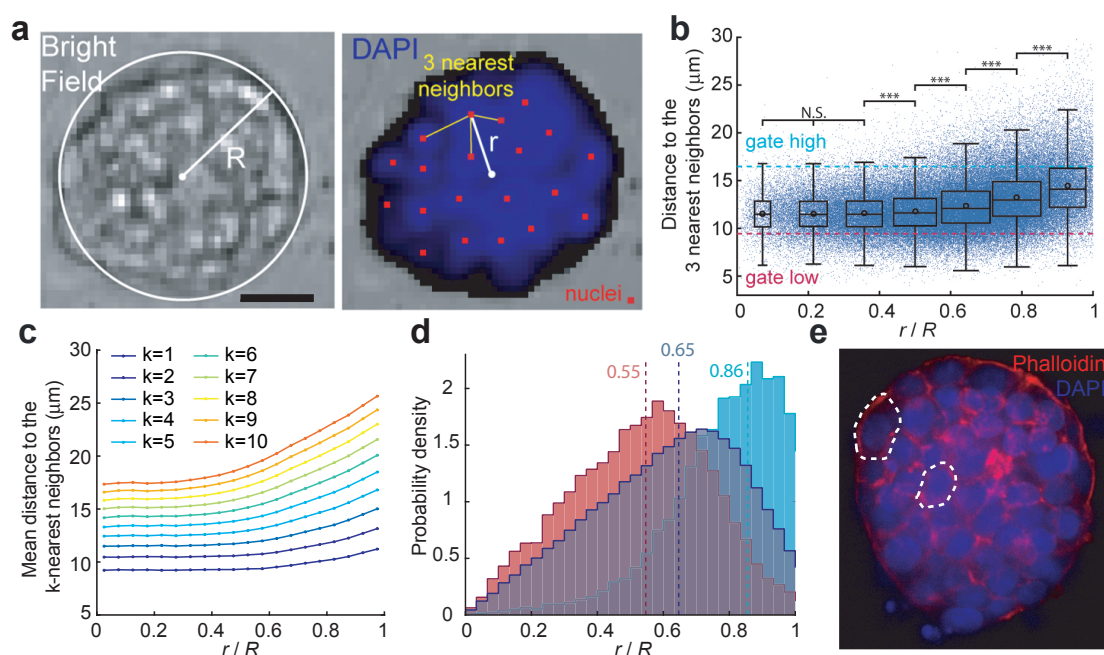 a
Bright
Field
R
DAPI
3 nearest
neighbors
r
nuclei
b
Distance to the
3 nearest neighbors (μm)
30
25
20
15
10
5
gate high
gate low
N.S.
***
***
***
***
0 0.2 0.4 0.6 0.8 1
r / R
c
Mean distance to the
k-nearest neighbors (μm)
30
25
20
15
10
5
k=1
k=2
k=3
k=4
k=5
k=6
k=7
k=8
k=9
k=10
0 0.2 0.4 0.6 0.8 1
r / R
d
Probability density
2
1.5
1
0.5
0
0.55
0.65
0.86
0 0.2 0.4 0.6 0.8 1
r / R
e
Phalloidin
DAPI